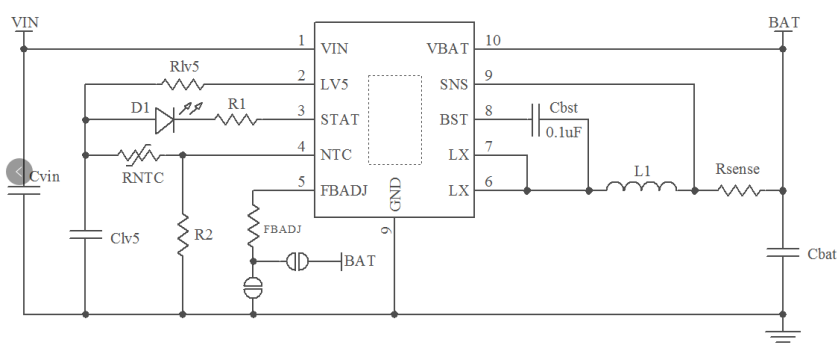 VIN
BAT
1
VIN
VBAT
10
Rlv5
2
LV5
SNS
9
D1
R1
3
STAT
BST
8
Cbst
0.1uF
4
NTC
LX
7
RNTC
Cvin
5
FBADJ
LX
6
L1
Rsense
GND
9
FBADJ
R2
Clv5
BAT
Cbat